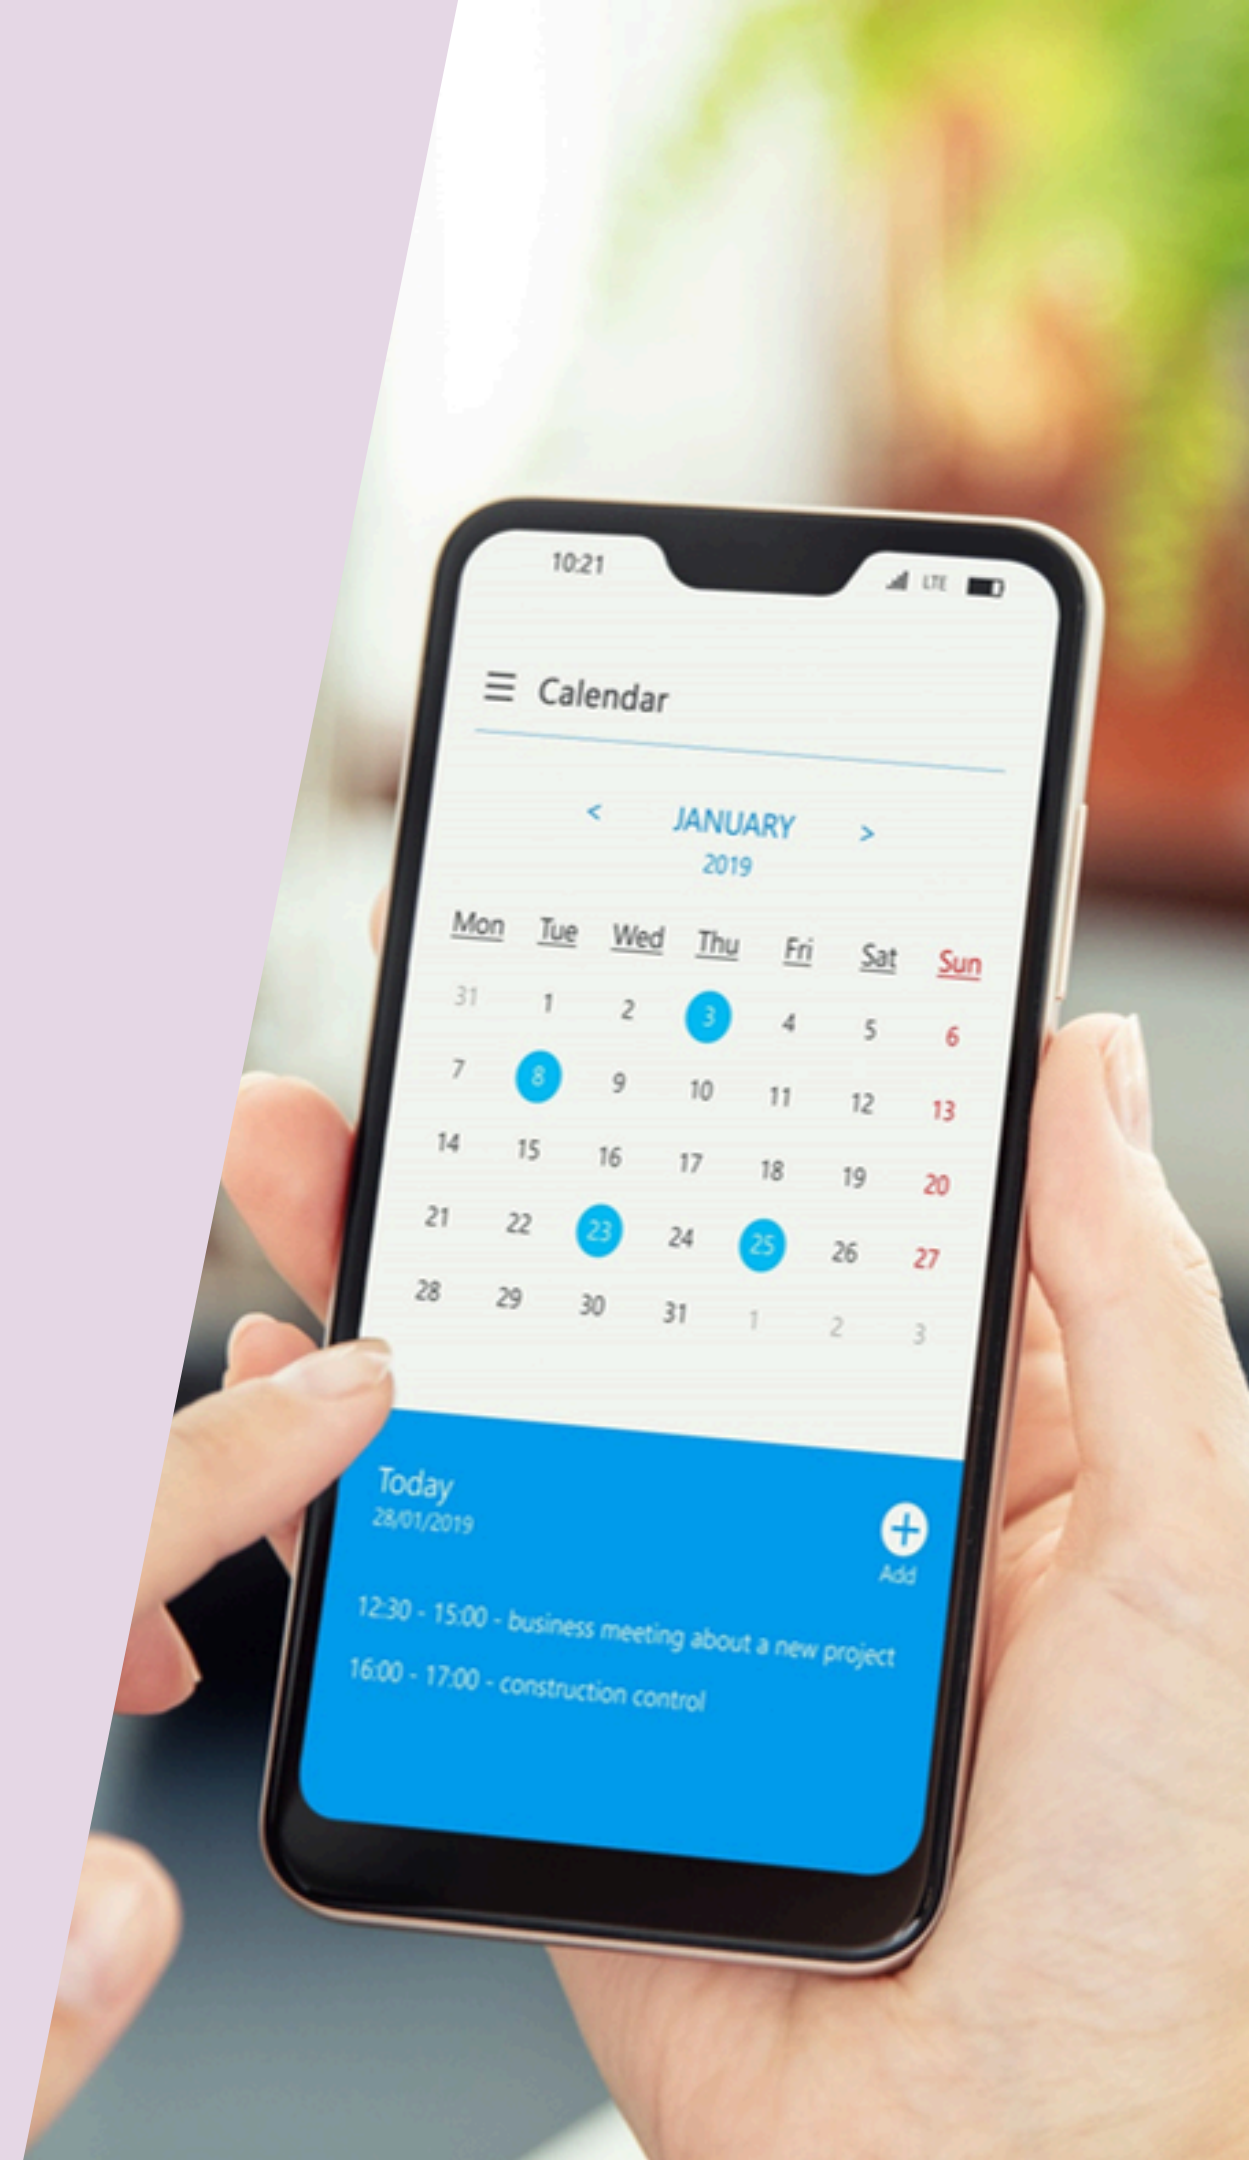 10:21 LTE
Calendar
< JANUARY >
2019
Mon Tue Wed Thu Fri Sat Sun
31 1 2 3 4 5 6
7 8 9 10 11 12 13
14 15 16 17 18 19 20
21 22 23 24 25 26 27
28 29 30 31 1 2 3
Today
28/01/2019
Add
12:30 - 15:00 - business meeting about a new project
16:00 - 17:00 - construction control